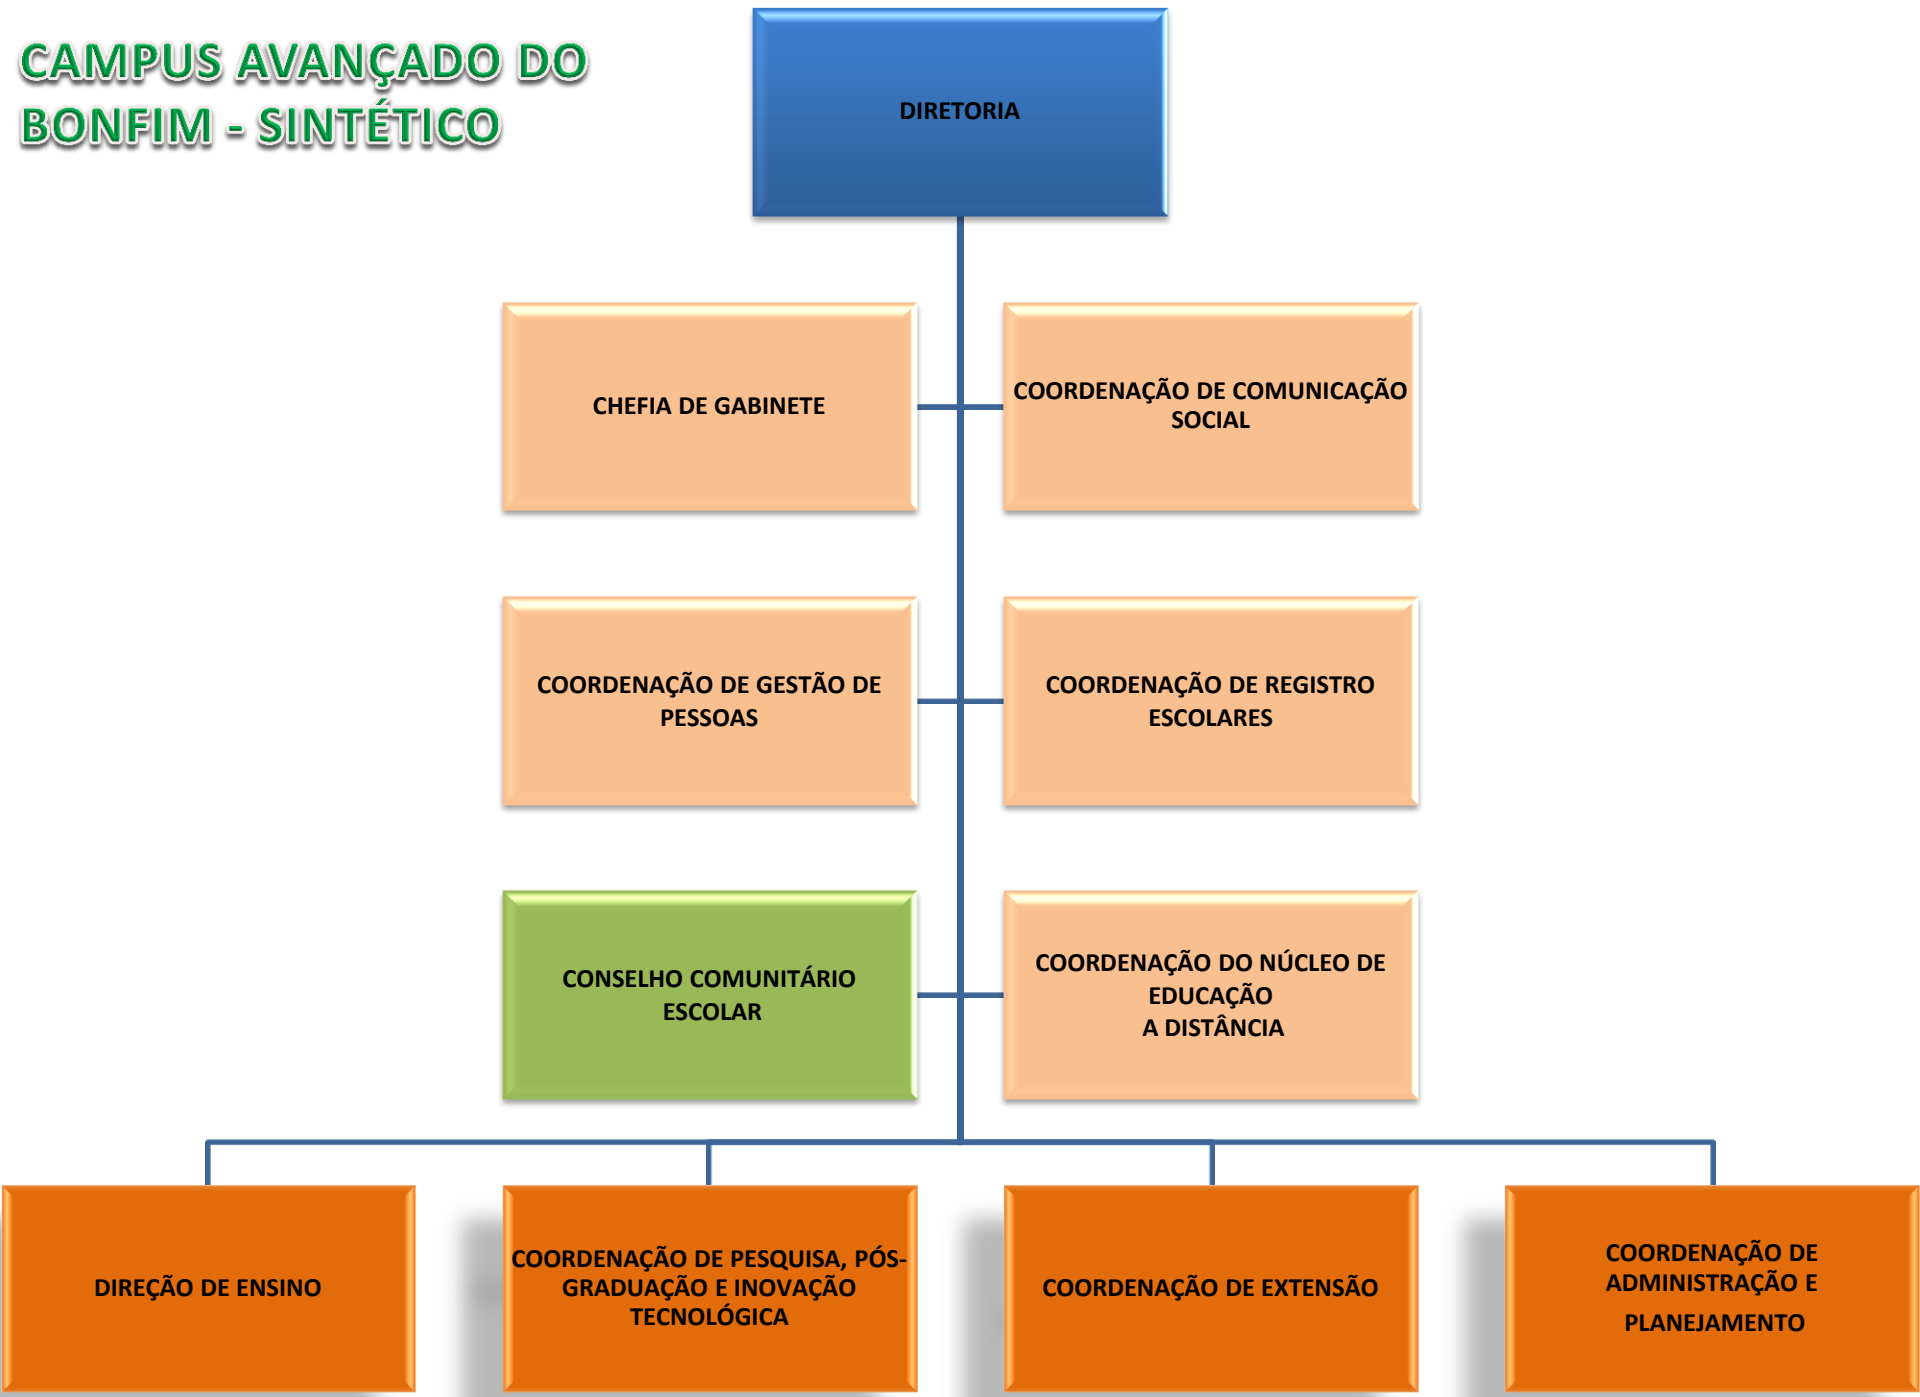 CAMPUS AVANÇADO DO
BONFIM - SINTÉTICO
DIRETORIA
CHEFIA DE GABINETE
COORDENAÇÃO DE COMUNICAÇÃO
SOCIAL
COORDENAÇÃO DE GESTÃO DE
PESSOAS
COORDENAÇÃO DE REGISTRO
ESCOLARES
CONSELHO COMUNITÁRIO
ESCOLAR
COORDENAÇÃO DO NÚCLEO DE
EDUCAÇÃO
A DISTÂNCIA
DIREÇÃO DE ENSINO
COORDENAÇÃO DE PESQUISA, PÓS-
GRADUAÇÃO E INOVAÇÃO
TECNOLÓGICA
COORDENAÇÃO DE EXTENSÃO
COORDENAÇÃO DE
ADMINISTRAÇÃO E
PLANEJAMENTO